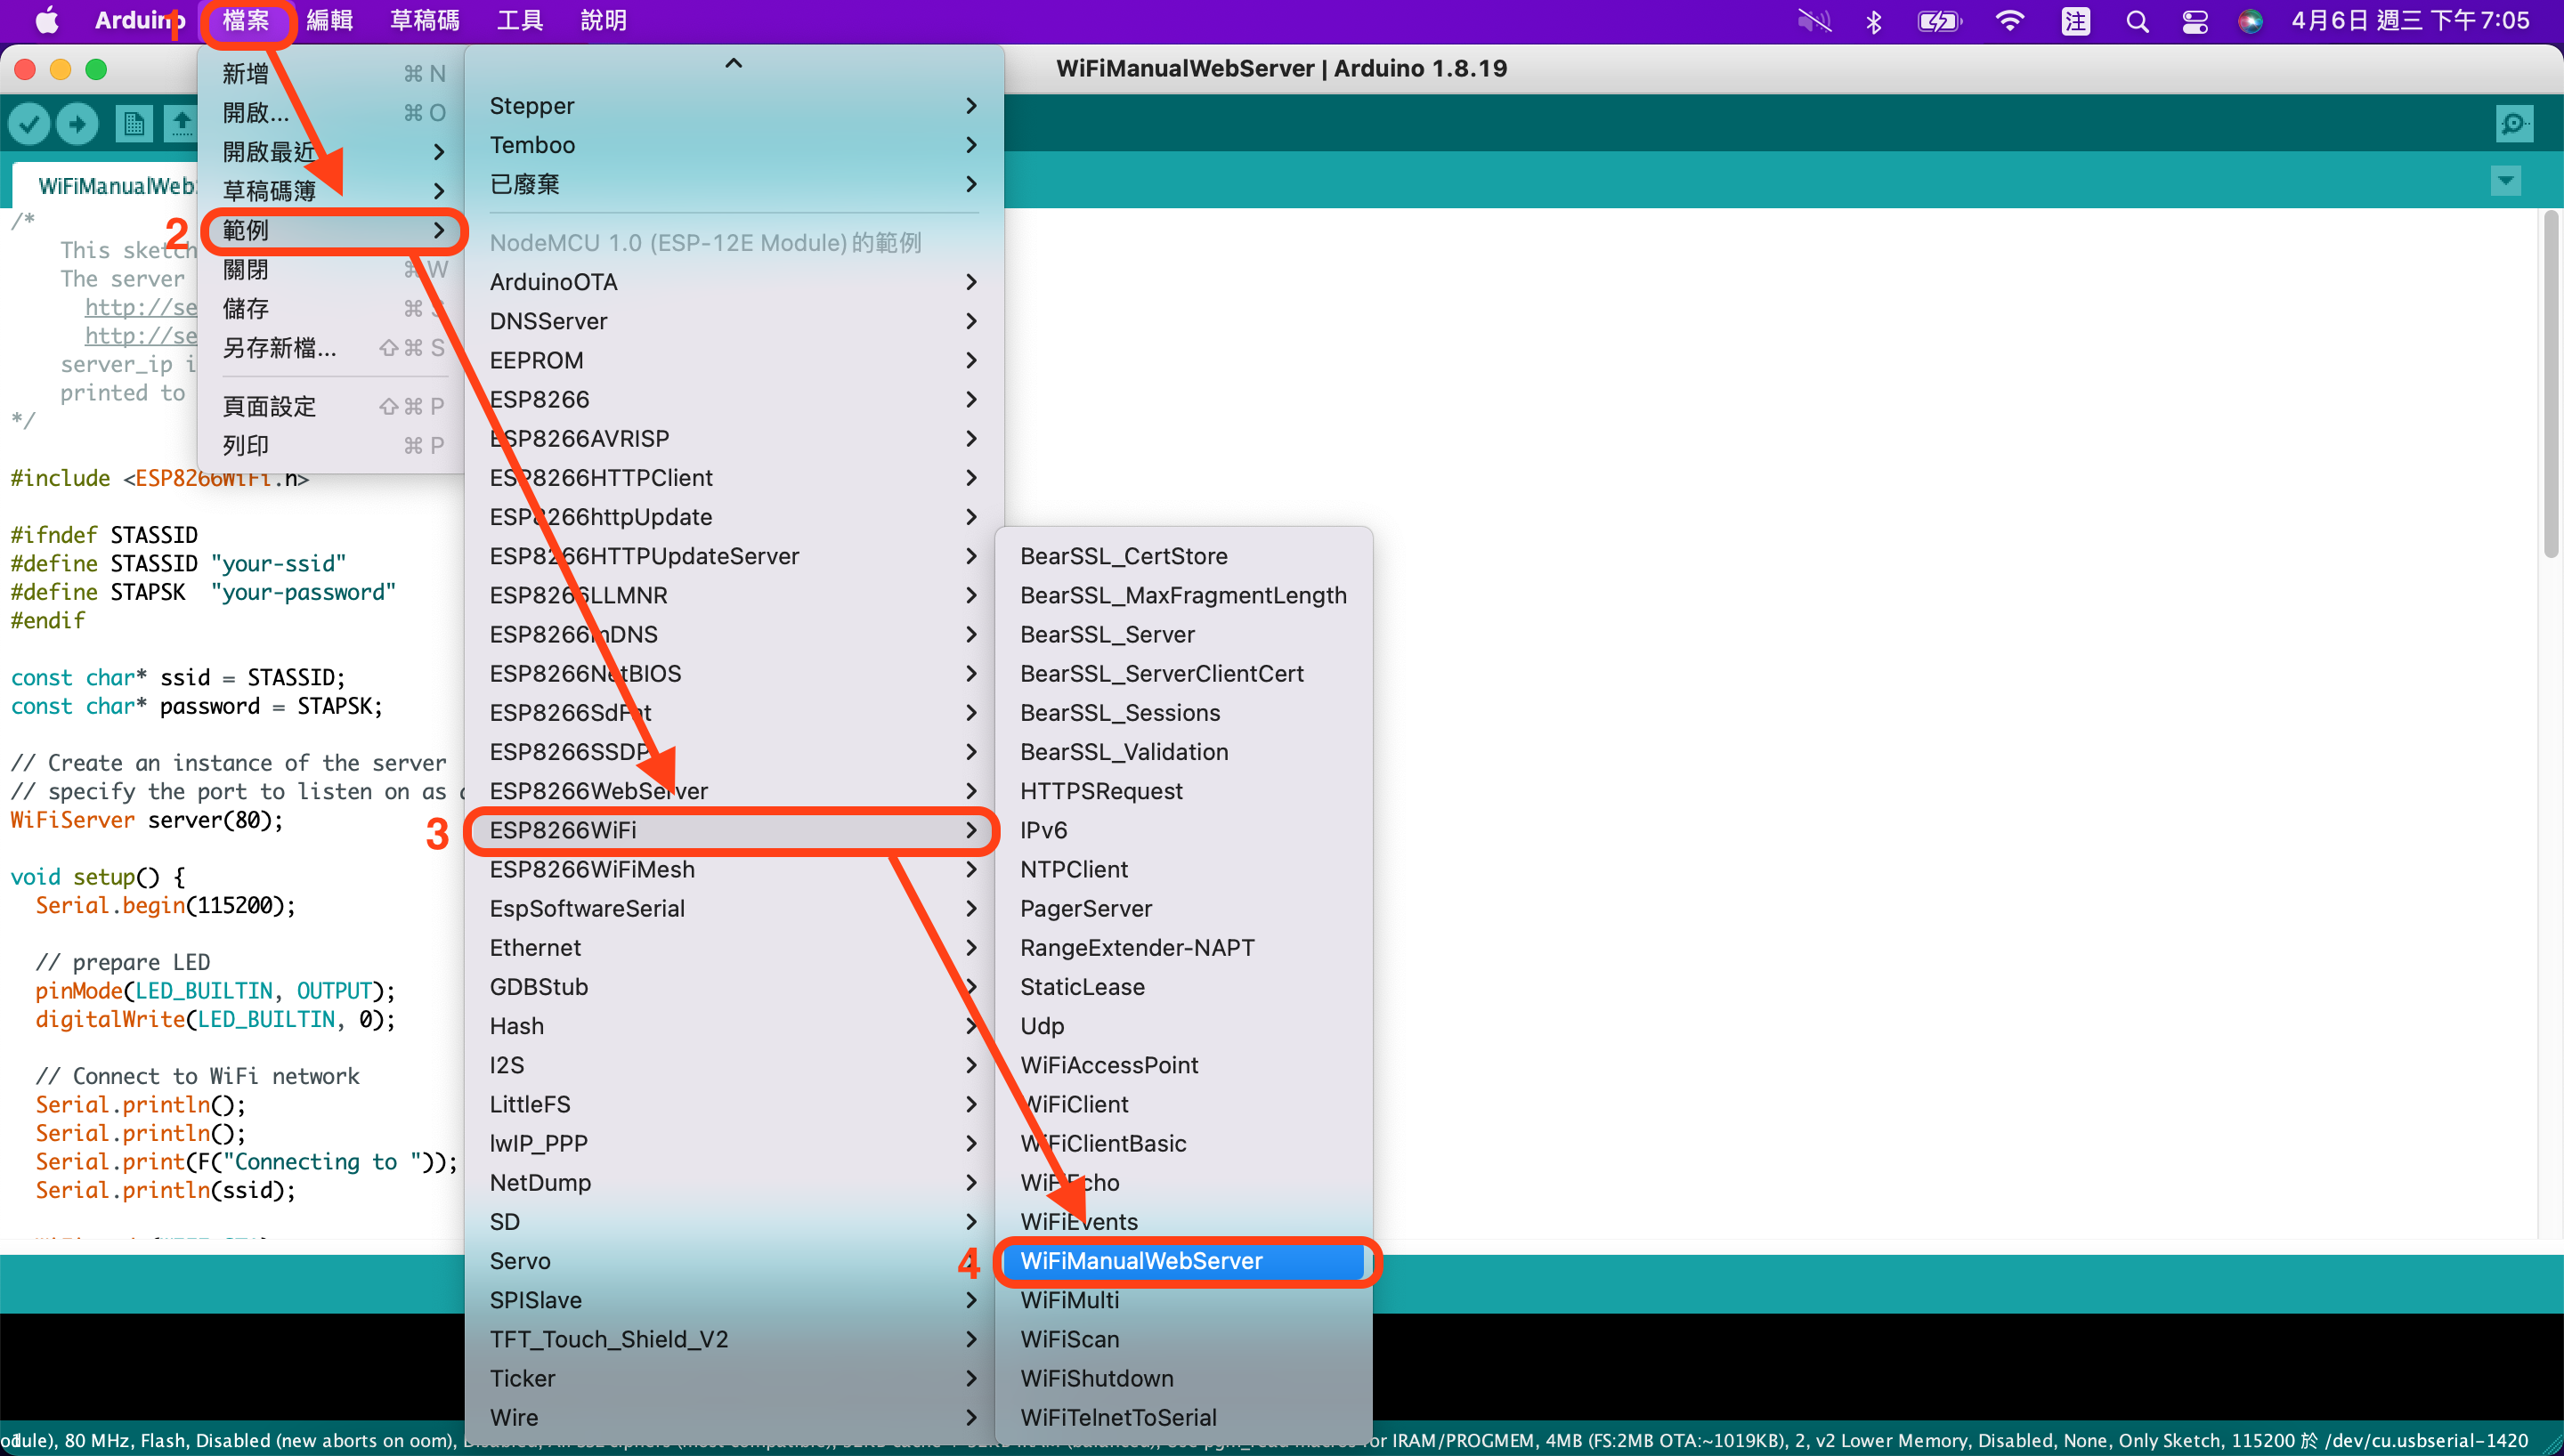 Arduino 檔案 編輯 草稿碼 工具 說明
注 4月6日 週三 下午7:05
1
WiFiManualWebServer | Arduino 1.8.19
WiFiManualWeb
新增 ⌘ N
開啟... ⌘ O
開啟最近
草稿碼簿
2
範例
關閉 ⌘ W
儲存 ⌘ S
另存新檔... ⇧ ⌘ S
頁面設定 ⇧ ⌘ P
列印 ⌘ P
Stepper
Temboo
已廢棄
NodeMCU 1.0 (ESP-12E Module) 的範例
ArduinoOTA
DNSServer
EEPROM
ESP8266
ESP8266AVRISP
ESP8266HTTPClient
ESP8266httpUpdate
ESP8266HTTPUpdateServer
ESP8266LLMNR
ESP8266mDNS
ESP8266NetBIOS
ESP8266SdFat
ESP8266SSDP
ESP8266WebServer
3
ESP8266WiFi
ESP8266WiFiMesh
EspSoftwareSerial
Ethernet
GDBStub
Hash
I2S
LittleFS
lwIP_PPP
NetDump
SD
Servo
SPISlave
TFT_Touch_Shield_V2
Ticker
Wire
BearSSL_CertStore
BearSSL_MaxFragmentLength
BearSSL_Server
BearSSL_ServerClientCert
BearSSL_Sessions
BearSSL_Validation
HTTPSRequest
IPv6
NTPClient
PagerServer
RangeExtender-NAPT
StaticLease
Udp
WiFiAccessPoint
WiFiClient
WiFiClientBasic
WiFiEcho
WiFiEvents
4
WiFiManualWebServer
WiFiMulti
WiFiScan
WiFiShutdown
WiFiTelnetToSerial
/*
This sketch
The server
http://se
http://se
server_ip i
printed to
*/
#include <ESP8266WiFi.h>
#ifndef STASSID
#define STASSID "your-ssid"
#define STAPSK "your-password"
#endif
const char* ssid = STASSID;
const char* password = STAPSK;
// Create an instance of the server
// specify the port to listen on as
WiFiServer server(80);
void setup() {
Serial.begin(115200);
// prepare LED
pinMode(LED_BUILTIN, OUTPUT);
digitalWrite(LED_BUILTIN, 0);
// Connect to WiFi network
Serial.println();
Serial.println();
Serial.print(F("Connecting to "));
Serial.println(ssid);
80 MHz, Flash, Disabled (new aborts on oom), IRAM/PROGMEM, 4MB (FS:2MB OTA:~1019KB), 2, v2 Lower Memory, Disabled, None, Only Sketch, 115200 於 /dev/cu.usbserial-1420